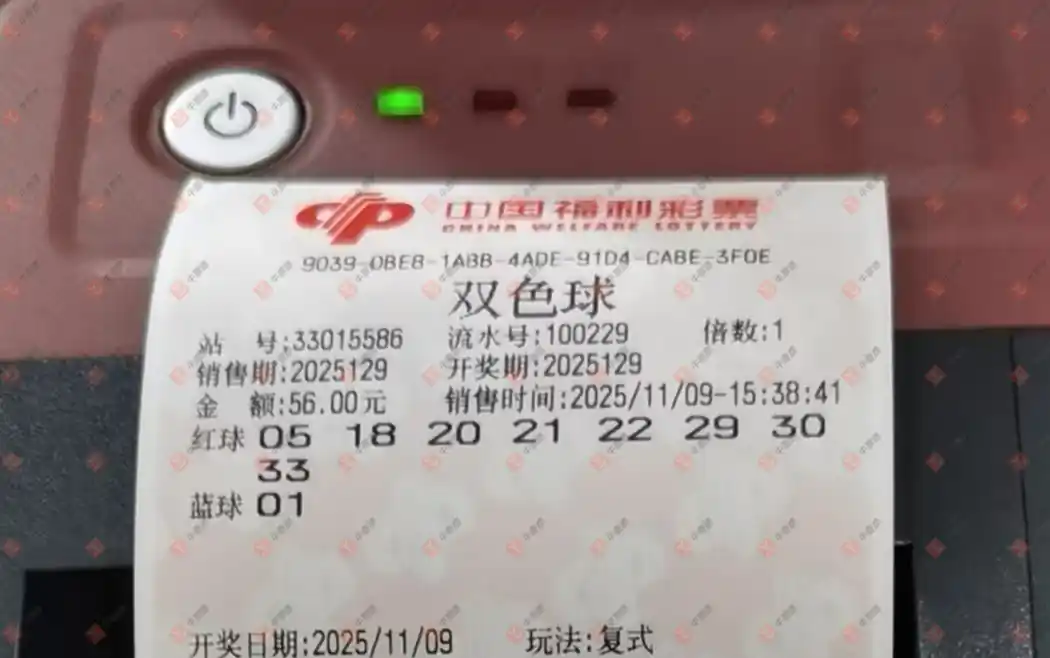 中国福利彩票
CHINA WELFARE LOTTERY
9039-0BE8-1ABB-4ADE-91D4-CABE-3F0E
双色球
站 号:33015586 流水号:100229 倍数:1
销售期:2025129 开奖期:2025129
金 额:56.00元 销售时间:2025/11/09-15:38:41
红球 05 18 20 21 22 29 30
33
蓝球 01
开奖日期:2025/11/09 玩法:复式